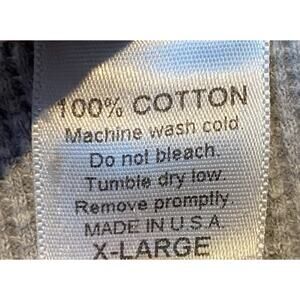 100% COTTON
Machine wash cold
Do not bleach.
Tumble dry low.
Remove promptly.
MADE IN U.S.A.
X-LARGE